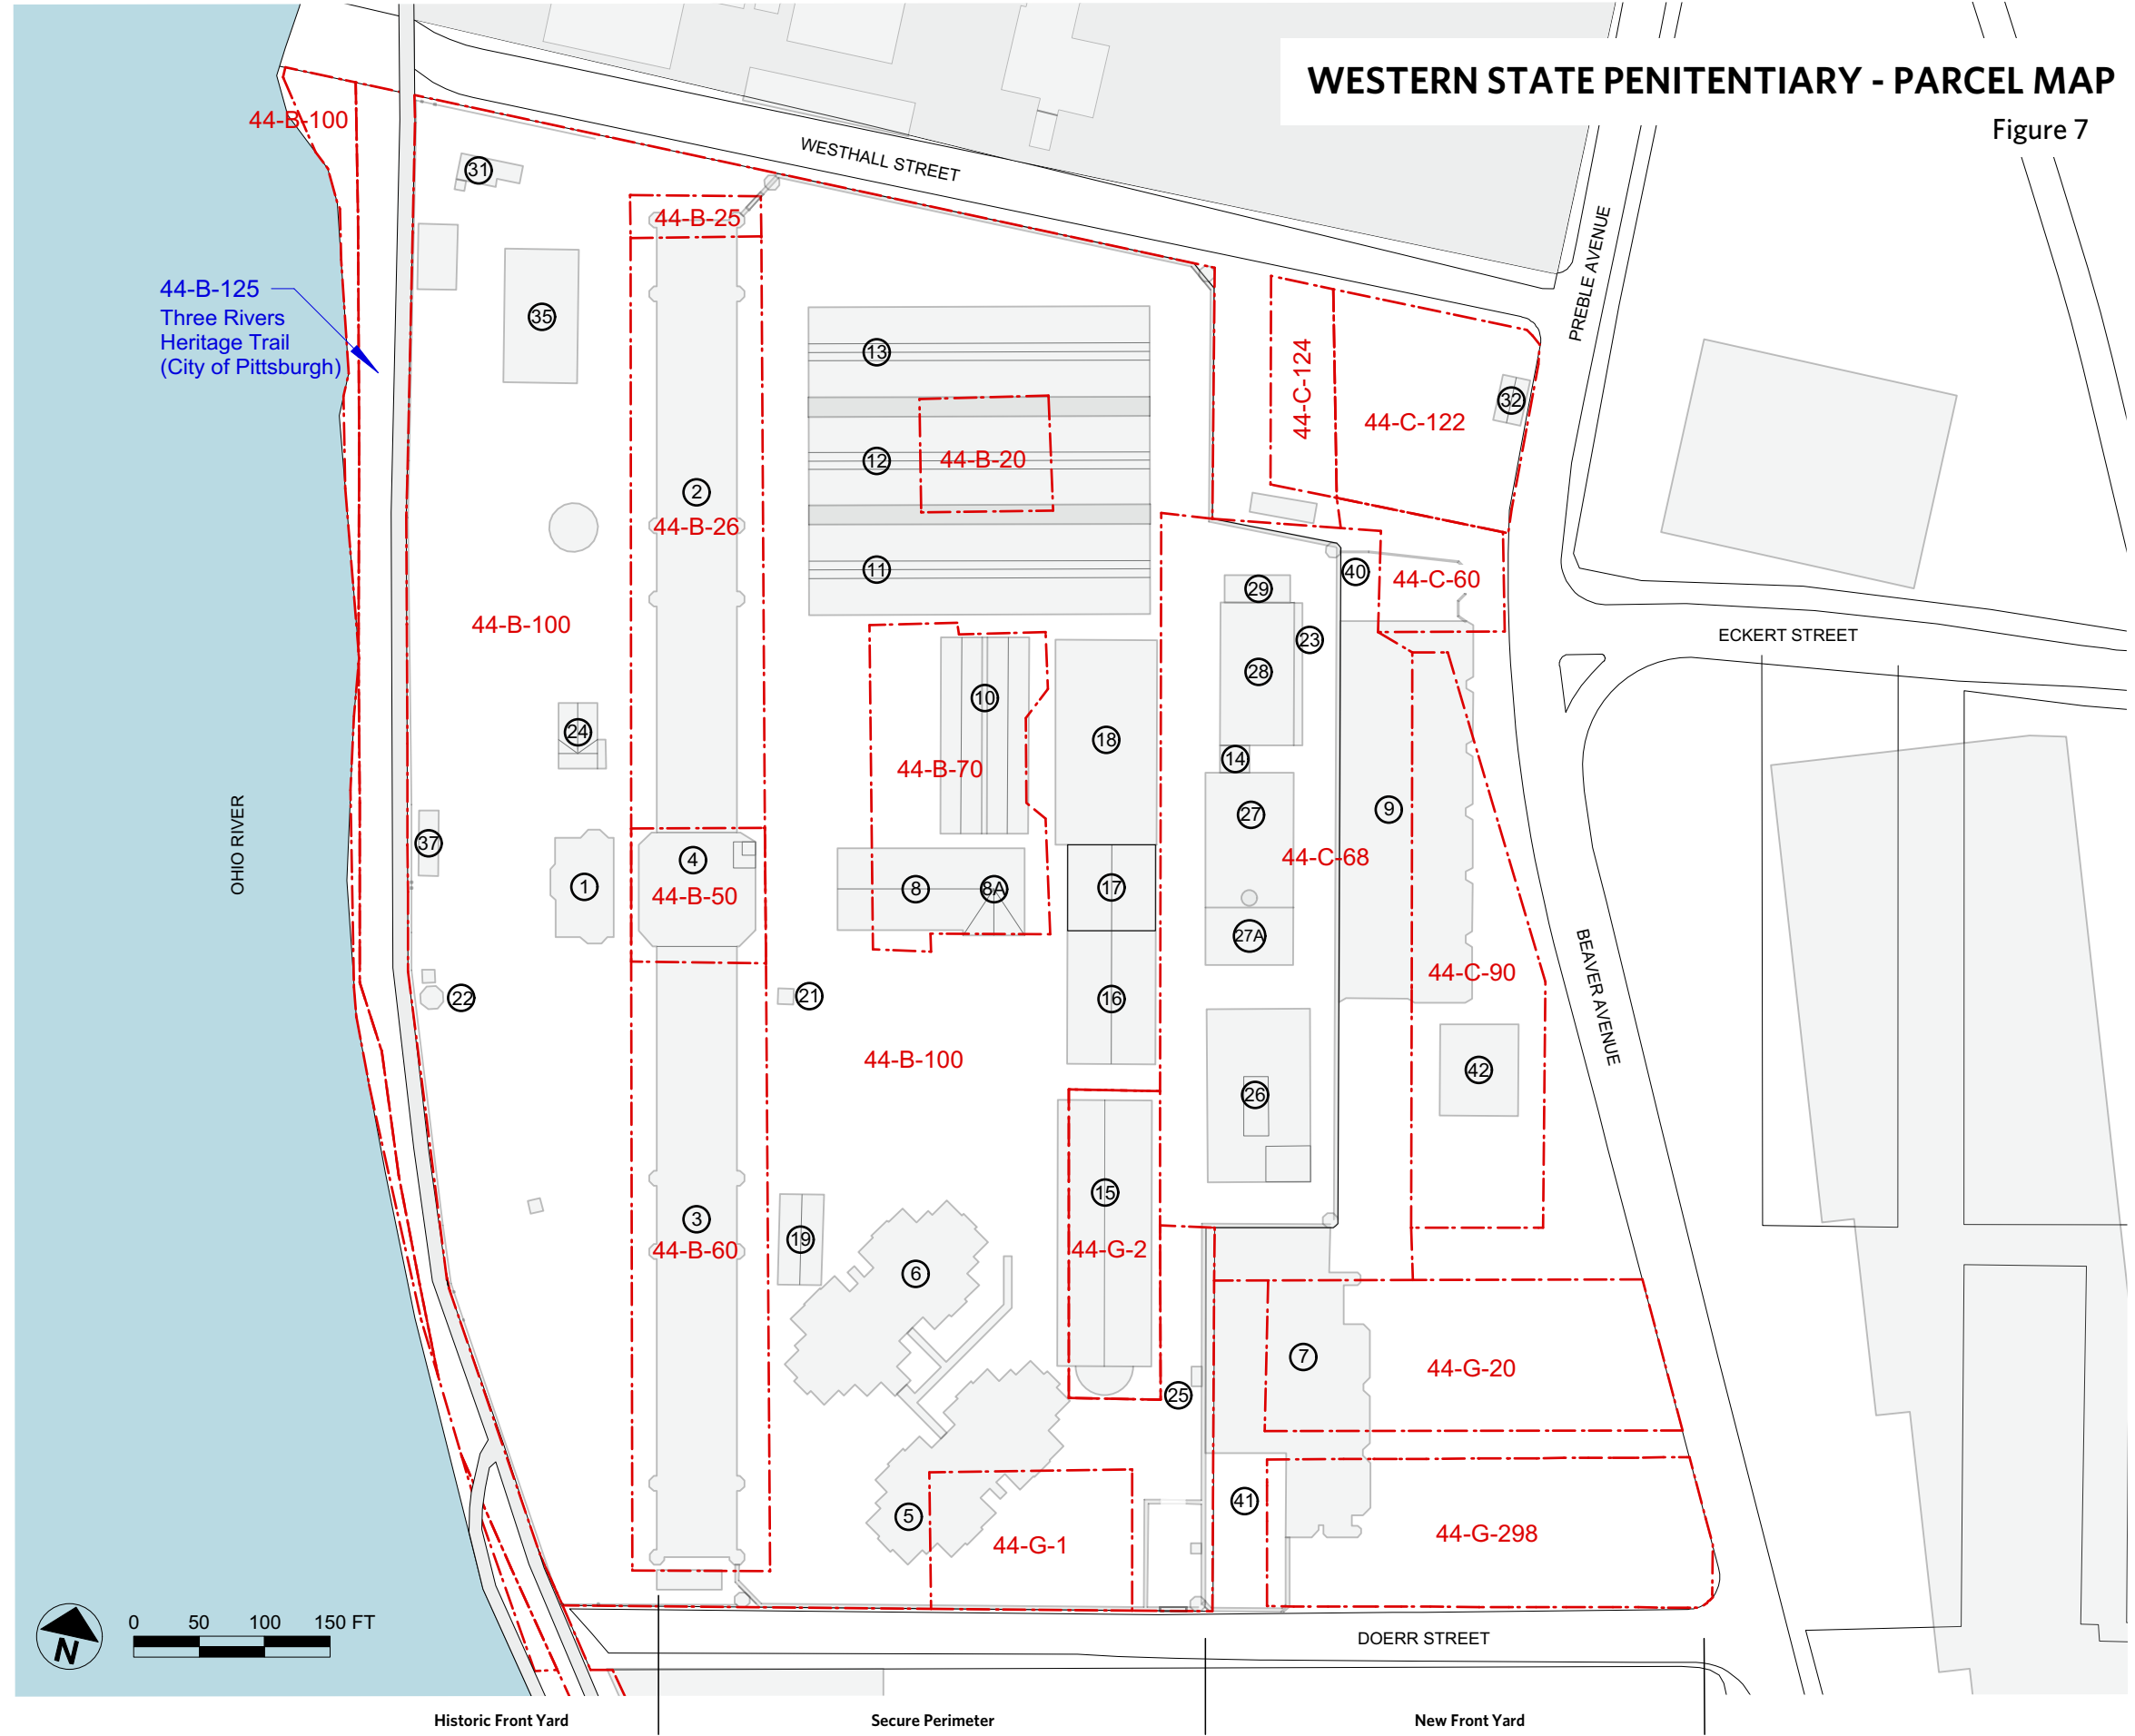 WESTERN STATE PENITENTIARY - PARCEL MAP
Figure 7
44-B-100
WESTHALL STREET
31
44-B-25
PREBLE AVENUE
44-B-125
Three Rivers
Heritage Trail
(City of Pittsburgh)
35
13
44-C-124
32
44-C-122
12
44-B-20
2
44-B-26
11
40
44-C-60
29
44-B-100
23
ECKERT STREET
28
10
24
18
14
44-B-70
9
27
OHIO RIVER
37
4
44-C-68
1
44-B-50
8
8A
17
27A
BEAVER AVENUE
44-C-90
22
21
16
44-B-100
42
26
15
3
44-B-60
19
44-G-2
6
7
44-G-20
25
41
5
44-G-1
44-G-298
N
0 50 100 150 FT
DOERR STREET
Historic Front Yard
Secure Perimeter
New Front Yard